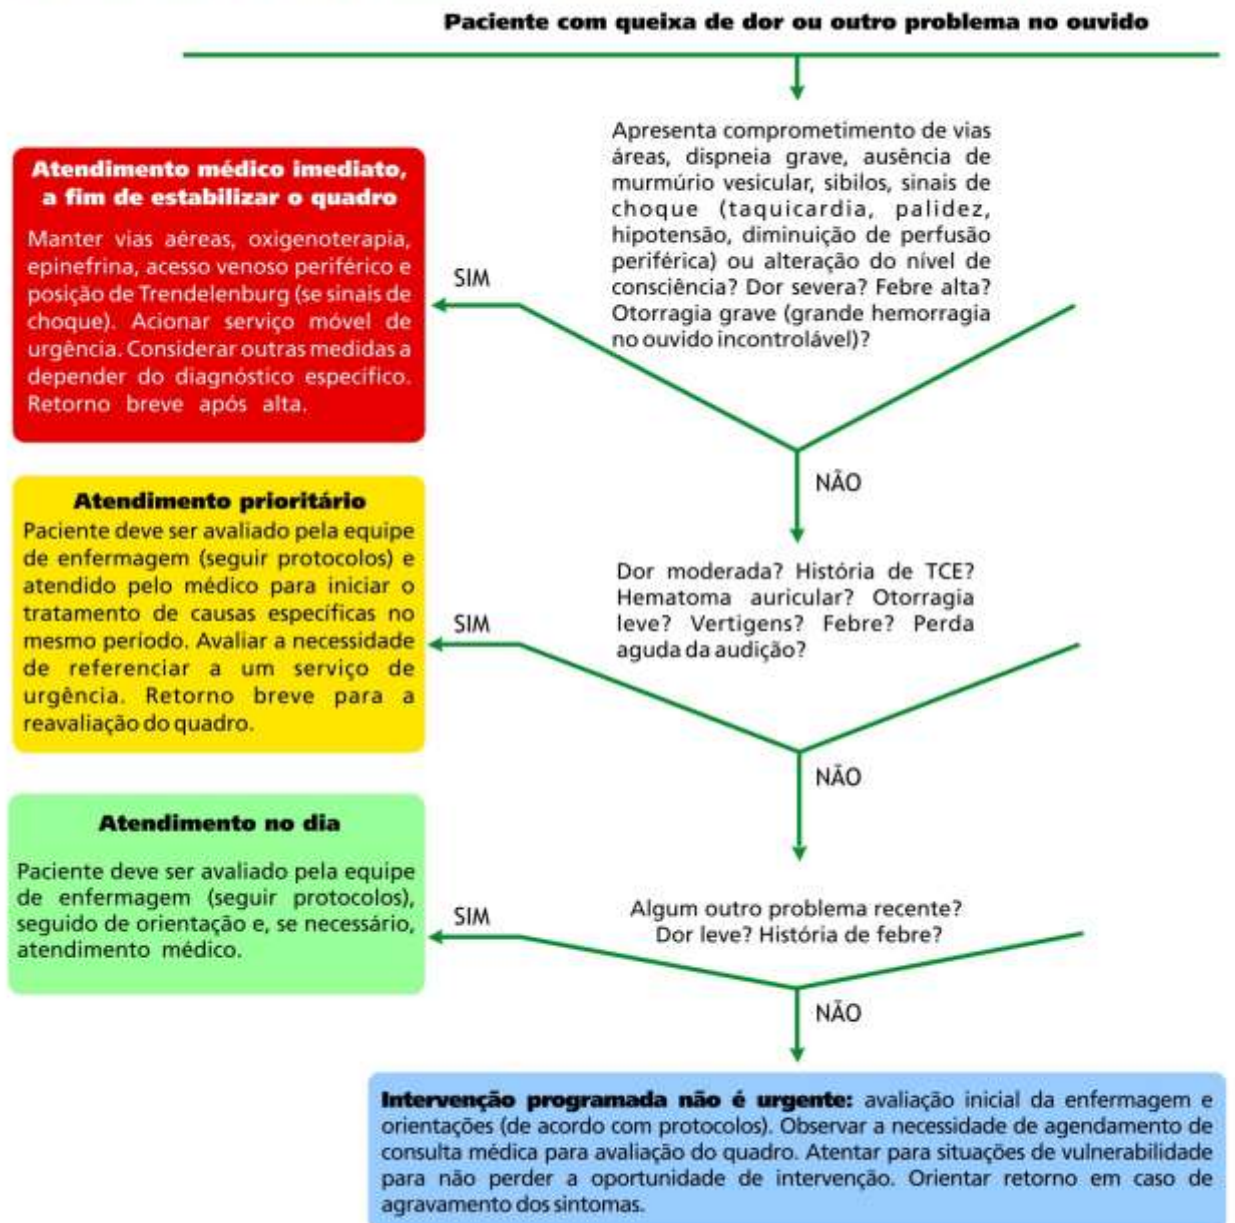 Paciente com queixa de dor ou outro problema no ouvido
Apresenta comprometimento de vias
áreas, dispneia grave, ausência de
murmúrio vesicular, sibilos, sinais de
choque (taquicardia, palidez,
hipotensão, diminuição de perfusão
periférica) ou alteração do nível de
consciência? Dor severa? Febre alta?
Otorragia grave (grande hemorragia
no ouvido incontrolável)?
SIM
Atendimento médico imediato,
a fim de estabilizar o quadro
Manter vias aéreas, oxigenoterapia,
epinefrina, acesso venoso periférico e
posição de Trendelenburg (se sinais de
choque). Acionar serviço móvel de
urgência. Considerar outras medidas a
depender do diagnóstico específico.
Retorno breve após alta.
NÃO
Dor moderada? História de TCE?
Hematoma auricular? Otorragia
leve? Vertigens? Febre? Perda
aguda da audição?
SIM
Atendimento prioritário
Paciente deve ser avaliado pela equipe
de enfermagem (seguir protocolos) e
atendido pelo médico para iniciar o
tratamento de causas específicas no
mesmo período. Avaliar a necessidade
de referenciar a um serviço de
urgência. Retorno breve para a
reavaliação do quadro.
NÃO
Algum outro problema recente?
Dor leve? História de febre?
SIM
Atendimento no dia
Paciente deve ser avaliado pela equipe
de enfermagem (seguir protocolos),
seguido de orientação e, se necessário,
atendimento médico.
NÃO
Intervenção programada não é urgente: avaliação inicial da enfermagem e
orientações (de acordo com protocolos). Observar a necessidade de agendamento de
consulta médica para avaliação do quadro. Atentar para situações de vulnerabilidade
para não perder a oportunidade de intervenção. Orientar retorno em caso de
agravamento dos sintomas.